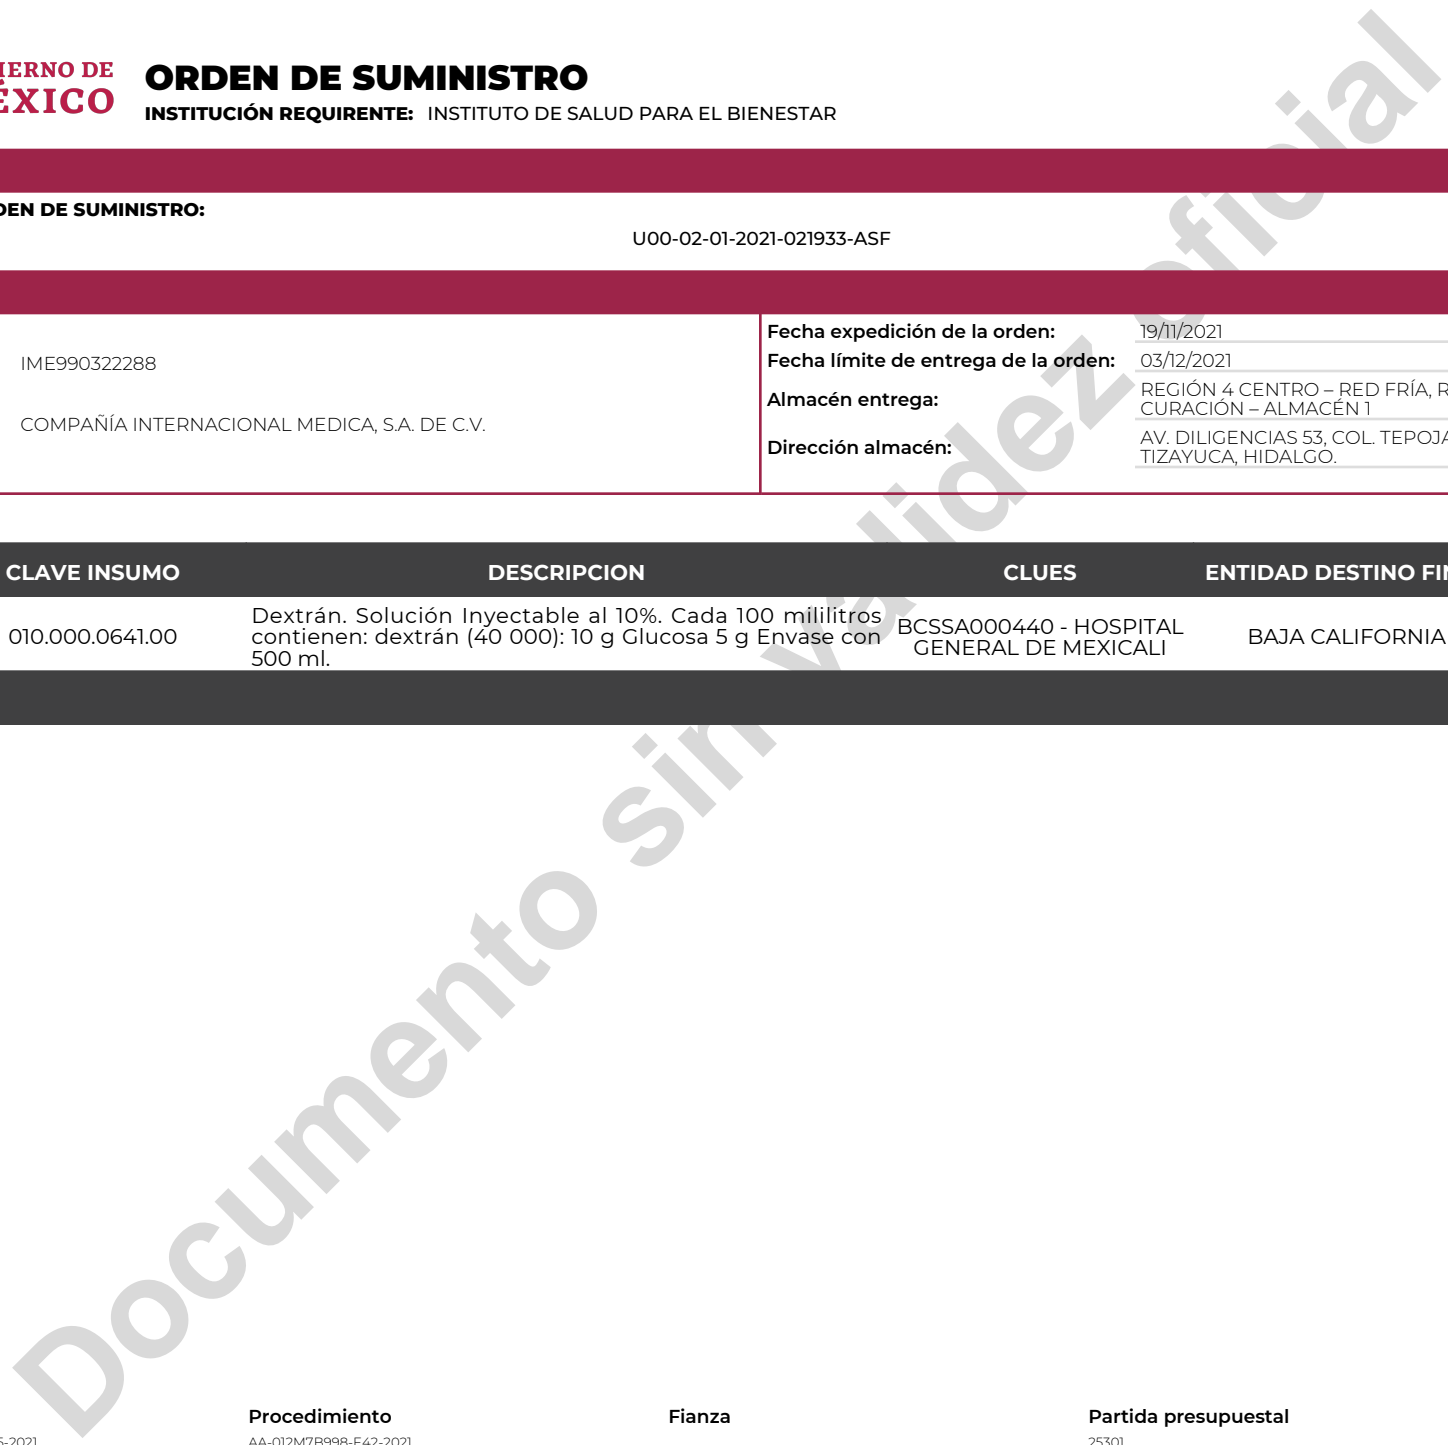 IERNO DE
ÉXICO
ORDEN DE SUMINISTRO
INSTITUCIÓN REQUIRENTE: INSTITUTO DE SALUD PARA EL BIENESTAR
DEN DE SUMINISTRO:
U00-02-01-2021-021933-ASF
IME990322288
COMPAÑÍA INTERNACIONAL MEDICA, S.A. DE C.V.
Fecha expedición de la orden: 19/11/2021
Fecha límite de entrega de la orden: 03/12/2021
Almacén entrega: REGIÓN 4 CENTRO – RED FRÍA, R
CURACIÓN – ALMACÉN 1
Dirección almacén: AV. DILIGENCIAS 53, COL. TEPOJA
TIZAYUCA, HIDALGO.
CLAVE INSUMO DESCRIPCION CLUES ENTIDAD DESTINO FIN
010.000.0641.00
Dextrán. Solución Inyectable al 10%. Cada 100 mililitros
contienen: dextrán (40 000): 10 g Glucosa 5 g Envase con
500 ml.
BCSSA000440 - HOSPITAL
GENERAL DE MEXICALI
BAJA CALIFORNIA
Documento sin validez oficial
Procedimiento Fianza Partida presupuestal
5-2021 AA-012M7B998-E42-2021 25301